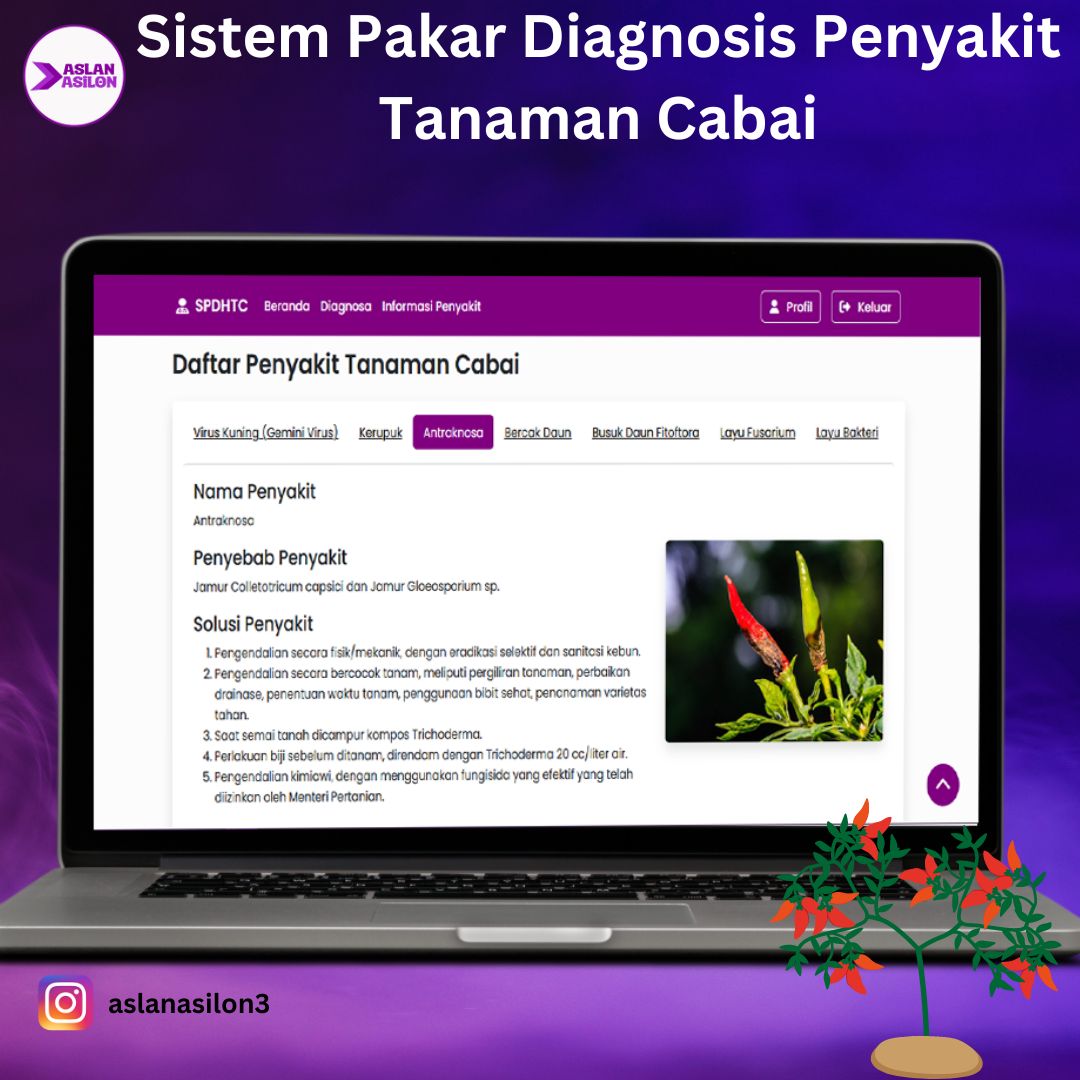 ASLAN
ASILON
Sistem Pakar Diagnosis Penyakit
Tanaman Cabai
SPDHTC Beranda Diagnosa Informasi Penyakit Profil Keluar
Daftar Penyakit Tanaman Cabai
Virus Kuning (Gemini Virus) Kerupuk Antraknosa Bercak Daun Busuk Daun Fitoftora Layu Fusarium Layu Bakteri
Nama Penyakit
Antraknosa
Penyebab Penyakit
Jamur Colletotricum capsici dan Jamur Gloeosporium sp.
Solusi Penyakit
1. Pengendalian secara fisik/mekanik, dengan eradikasi selektif dan sanitasi kebun.
2. Pengendalian secara bercocok tanam, meliputi pergiliran tanaman, perbaikan
drainase, penentuan waktu tanam, penggunaan bibit sehat, penanaman varietas
tahan.
3. Saat semai tanah dicampur kompos Trichoderma.
4. Perlakuan biji sebelum ditanam, direndam dengan Trichoderma 20 cc/liter air.
5. Pengendalian kimiawi, dengan menggunakan fungisida yang efektif yang telah
diizinkan oleh Menteri Pertanian.
aslanasilon3